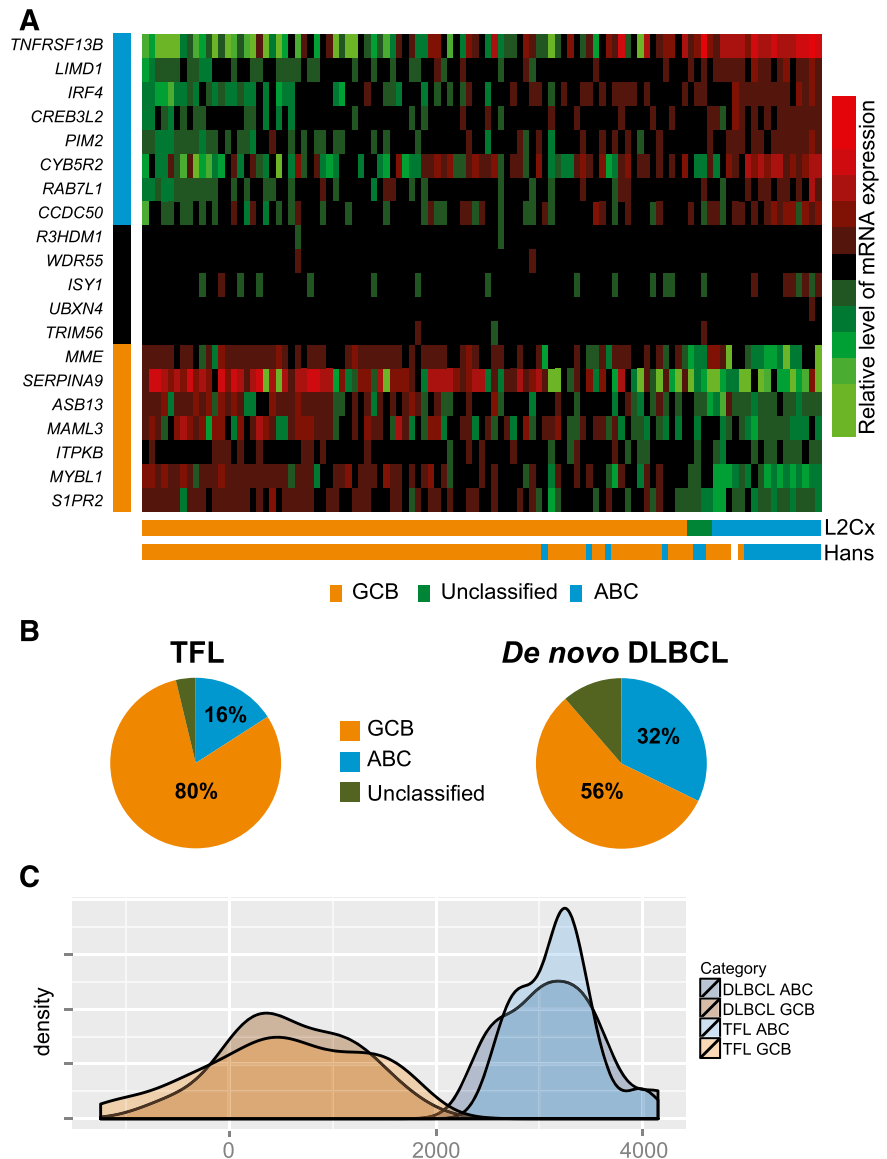 A
TNFRSF13B
LIMD1
IRF4
CREB3L2
PIM2
CYB5R2
RAB7L1
CCDC50
R3HDM1
WDR55
ISY1
UBXN4
TRIM56
MME
SERPINA9
ASB13
MAML3
ITPKB
MYBL1
S1PR2
Relative level of mRNA expression
L2Cx
Hans
GCB Unclassified ABC
B
TFL
De novo DLBCL
16%
80%
GCB
ABC
Unclassified
32%
56%
C
density
0 2000 4000
Category
DLBCL ABC
DLBCL GCB
TFL ABC
TFL GCB